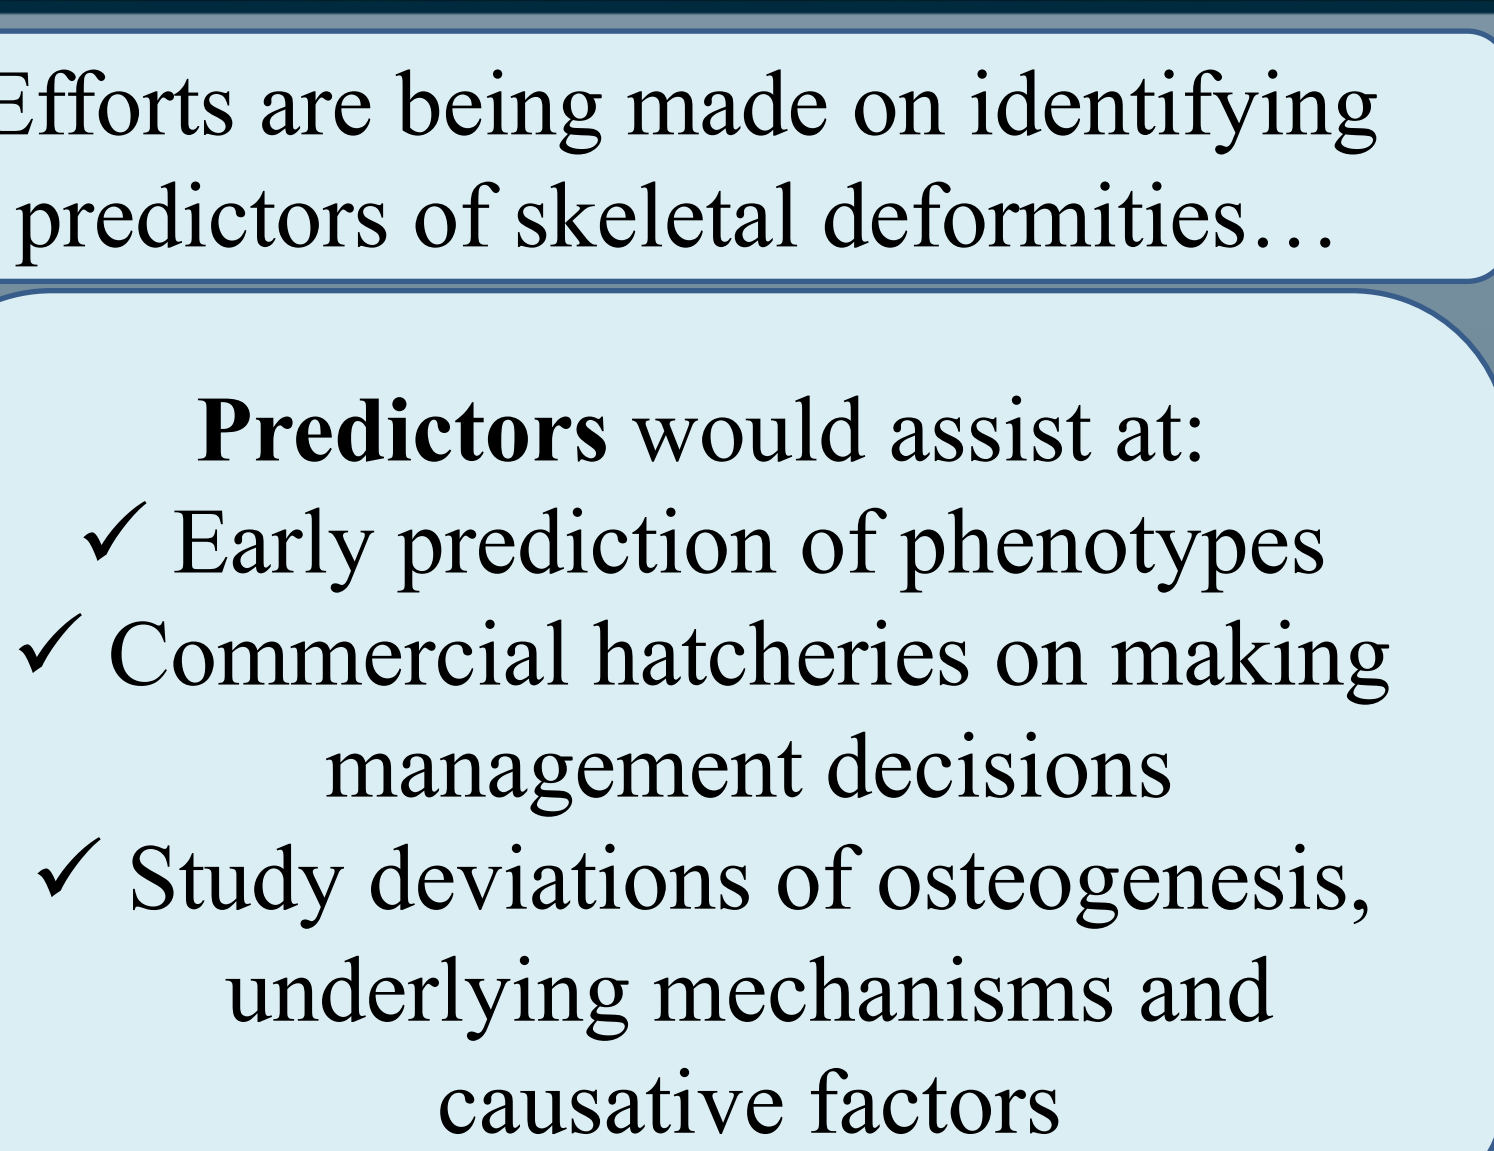 Efforts are being made on identifying
predictors of skeletal deformities…
Predictors would assist at:
✓ Early prediction of phenotypes
✓ Commercial hatcheries on making
management decisions
✓ Study deviations of osteogenesis,
underlying mechanisms and
causative factors